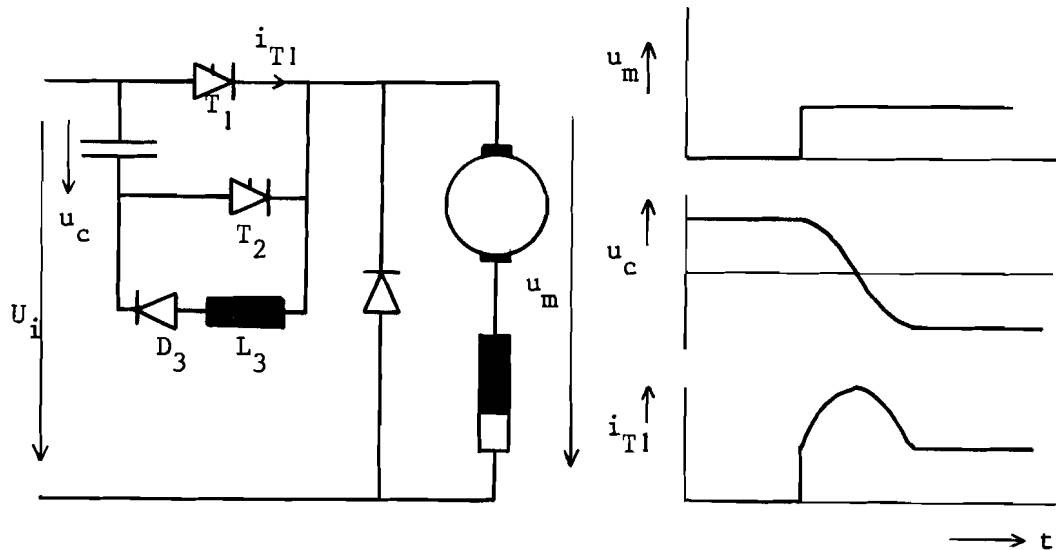 i_T1
T_1
u_c
T_2
U_i
D_3
L_3
u_m
u_m
u_c
i_T1
t